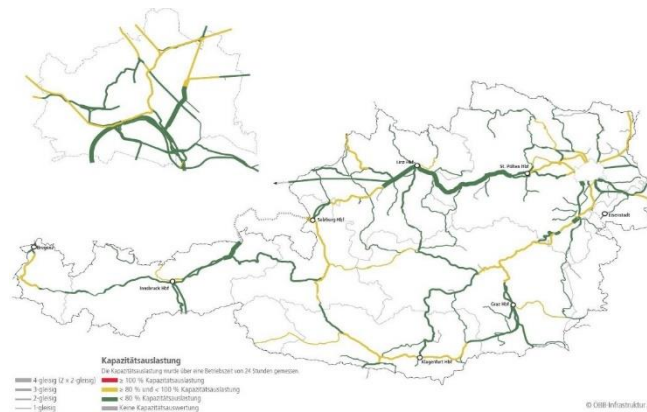 Linz Hbf
St. Pölten Hbf
Salzburg Hbf
Eisenstadt
Bregenz
Innsbruck Hbf
Graz Hbf
Klagenfurt Hbf
Kapazitätsauslastung
Die Kapazitätsauslastung wurde über eine Betriebszeit von 24 Stunden gemessen.
4-gleisig (2 x 2-gleisig)
≥ 100 % Kapazitätsauslastung
3-gleisig
≥ 80 % und < 100 % Kapazitätsauslastung
2-gleisig
< 80 % Kapazitätsauslastung
1-gleisig
Keine Kapazitätsauswertung
© ÖBB-Infrastruktur